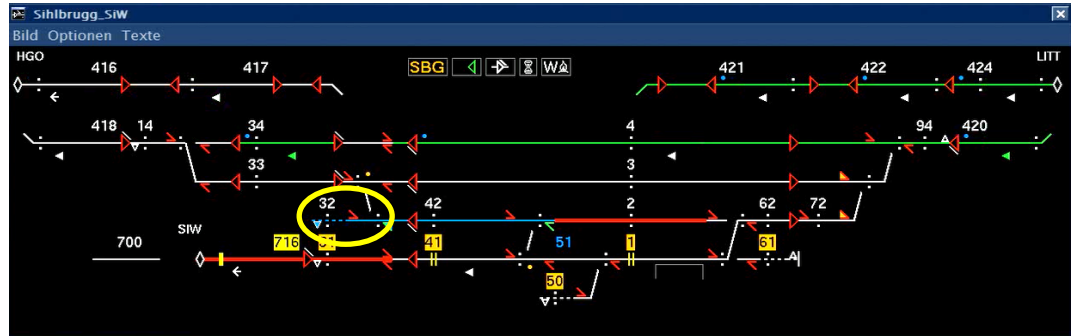 Sihlbrugg_SiW
Bild Optionen Texte
HGO LITT
416 417 SBG W 421 422 424
418 14 34 4 94 420
33 3
32 42 2 62 72
SIW
700 716 31 41 51 1 61
50